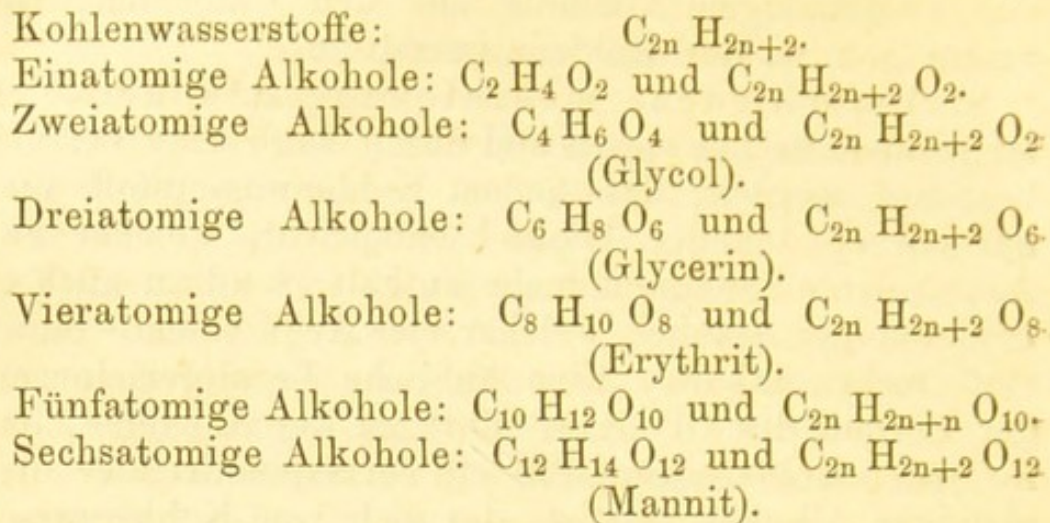 Kohlenwasserstoffe: C₂ₙ H₂ₙ₊₂.
Einatomige Alkohole: C₂ H₄ O₂ und C₂ₙ H₂ₙ₊₂ O₂.
Zweiatomige Alkohole: C₄ H₆ O₄ und C₂ₙ H₂ₙ₊₂ O₂.
(Glycol).
Dreiatomige Alkohole: C₆ H₈ O₆ und C₂ₙ H₂ₙ₊₂ O₆.
(Glycerin).
Vieratomige Alkohole: C₈ H₁₀ O₈ und C₂ₙ H₂ₙ₊₂ O₈.
(Erythrit).
Fünfatomige Alkohole: C₁₀ H₁₂ O₁₀ und C₂ₙ H₂ₙ₊ₙ O₁₀.
Sechsatomige Alkohole: C₁₂ H₁₄ O₁₂ und C₂ₙ H₂ₙ₊₂ O₁₂
(Mannit).